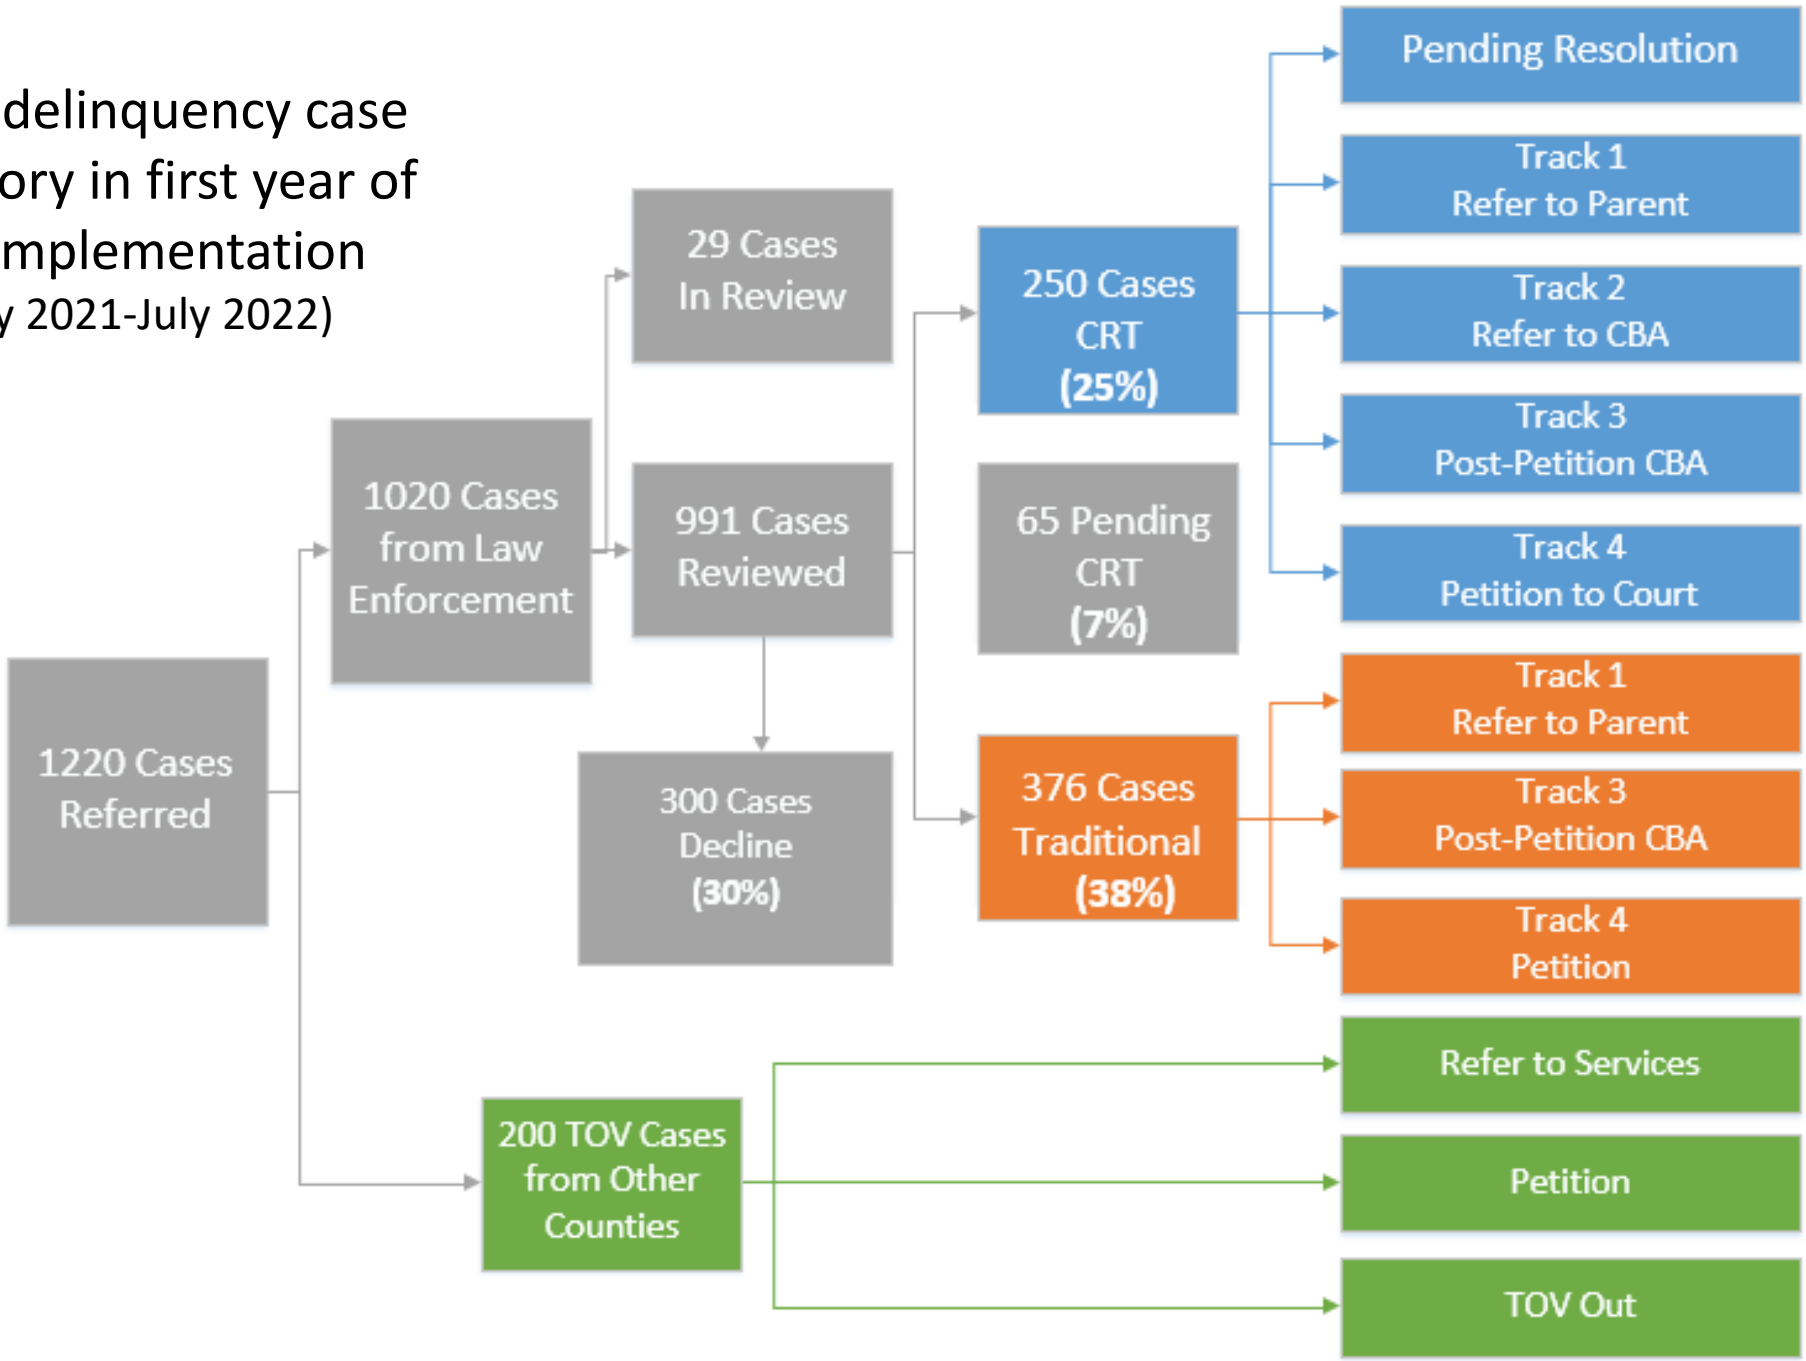 delinquency case
ory in first year of
mplementation
y 2021-July 2022)
1220 Cases
Referred
1020 Cases
from Law
Enforcement
29 Cases
In Review
991 Cases
Reviewed
300 Cases
Decline
(30%)
250 Cases
CRT
(25%)
65 Pending
CRT
(7%)
376 Cases
Traditional
(38%)
200 TOV Cases
from Other
Counties
Pending Resolution
Track 1
Refer to Parent
Track 2
Refer to CBA
Track 3
Post-Petition CBA
Track 4
Petition to Court
Track 1
Refer to Parent
Track 3
Post-Petition CBA
Track 4
Petition
Refer to Services
Petition
TOV Out